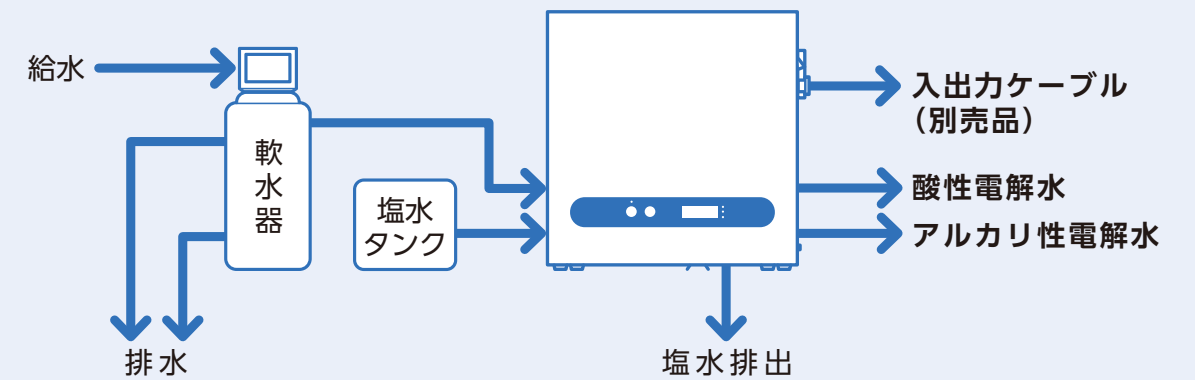 給水
軟水器
塩水
タンク
入出力ケーブル
（別売品）
酸性電解水
アルカリ性電解水
排水
塩水排出